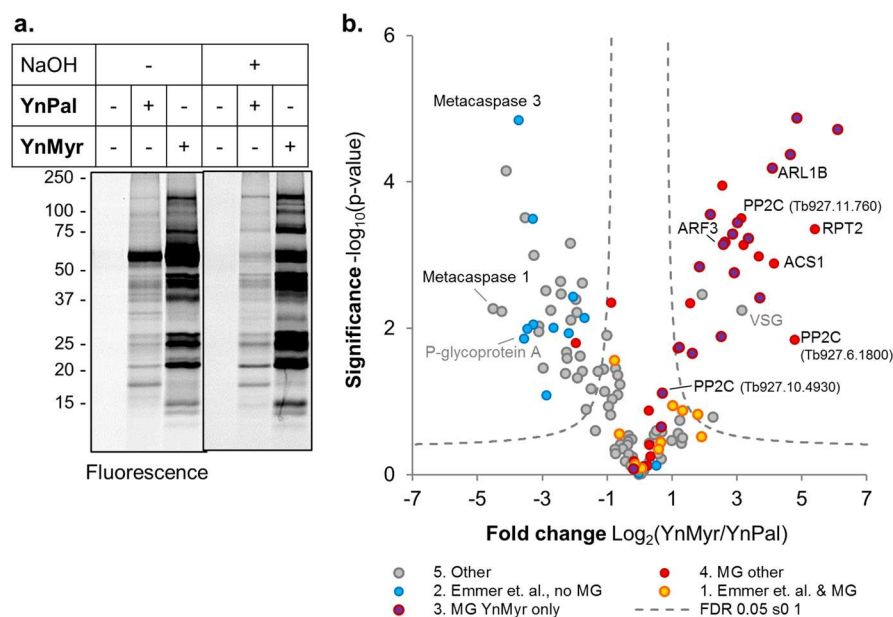 a.
NaOH - +
YnPal - + - - + -
YnMyr - - + - - +
250 -
100 -
75 -
50 -
37 -
25 -
20 -
15 -
Fluorescence
b.
Significance -log10(p-value)
6
4
2
0
Metacaspase 3
Metacaspase 1
P-glycoprotein A
ARL1B
PP2C (Tb927.11.760)
ARF3
RPT2
ACS1
VSG
PP2C
(Tb927.6.1800)
PP2C (Tb927.10.4930)
-7 -5 -3 -1 1 3 5 7
Fold change Log2(YnMyr/YnPal)
5. Other
2. Emmer et. al., no MG
3. MG YnMyr only
4. MG other
1. Emmer et. al. & MG
FDR 0.05 s0 1